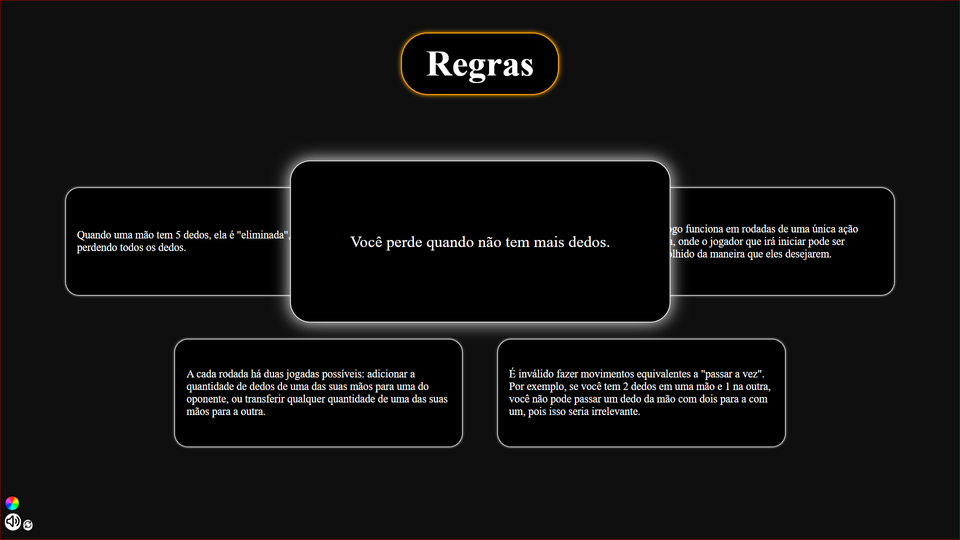 Regras
Quando uma mão tem 5 dedos, ela é "eliminada",
perdendo todos os dedos.
Você perde quando não tem mais dedos.
funciona em rodadas de uma única ação
, onde o jogador que irá iniciar pode ser
da maneira que eles desejarem.
A cada rodada há duas jogadas possíveis: adicionar a
quantidade de dedos de uma das suas mãos para uma do
oponente, ou transferir qualquer quantidade de uma das suas
mãos para a outra.
É inválido fazer movimentos equivalentes a "passar a vez".
Por exemplo, se você tem 2 dedos em uma mão e 1 na outra,
você não pode passar um dedo da mão com dois para a com
um, pois isso seria irrelevante.